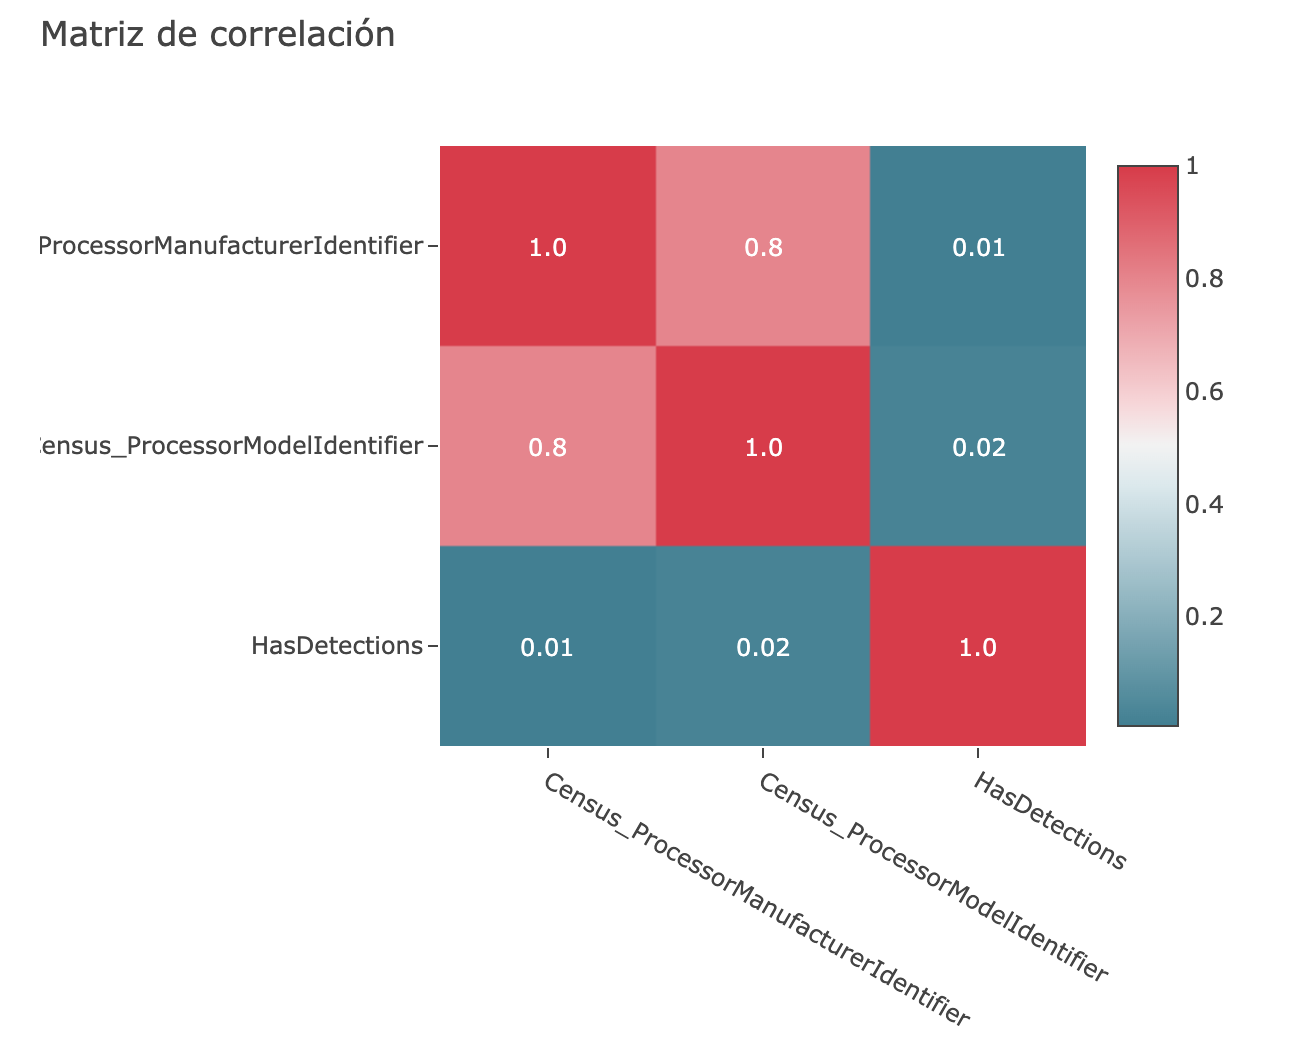 Matriz de correlación
1
ProcessorManufacturerIdentifier
1.0
0.8
0.01
0.8
0.6
ensus_ProcessorModelIdentifier
0.8
1.0
0.02
0.4
0.2
HasDetections
0.01
0.02
1.0
Census_ProcessorManufacturerIdentifier
Census_ProcessorModelIdentifier
HasDetections